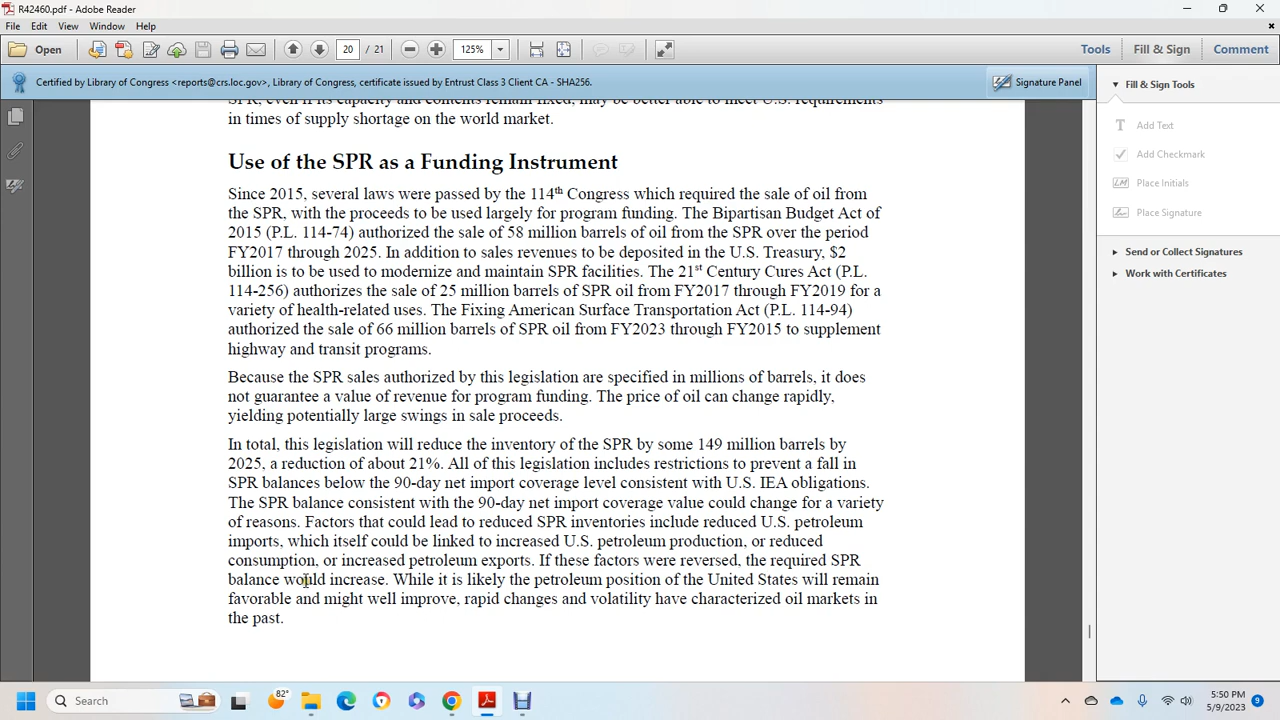 R42460.pdf - Adobe Reader
File Edit View Window Help
Open 20 / 21 125% Tools Fill & Sign Comment
Certified by Library of Congress <reports@crs.loc.gov>, Library of Congress, certificate issued by Entrust Class 3 Client CA - SHA256. Signature Panel
SPR, even if its capacity and contents remain fixed, may be better able to meet U.S. requirements
in times of supply shortage on the world market.
Use of the SPR as a Funding Instrument
Since 2015, several laws were passed by the 114th Congress which required the sale of oil from
the SPR, with the proceeds to be used largely for program funding. The Bipartisan Budget Act of
2015 (P.L. 114-74) authorized the sale of 58 million barrels of oil from the SPR over the period
FY2017 through 2025. In addition to sales revenues to be deposited in the U.S. Treasury, $2
billion is to be used to modernize and maintain SPR facilities. The 21st Century Cures Act (P.L.
114-256) authorizes the sale of 25 million barrels of SPR oil from FY2017 through FY2019 for a
variety of health-related uses. The Fixing American Surface Transportation Act (P.L. 114-94)
authorized the sale of 66 million barrels of SPR oil from FY2023 through FY2015 to supplement
highway and transit programs.
Because the SPR sales authorized by this legislation are specified in millions of barrels, it does
not guarantee a value of revenue for program funding. The price of oil can change rapidly,
yielding potentially large swings in sale proceeds.
In total, this legislation will reduce the inventory of the SPR by some 149 million barrels by
2025, a reduction of about 21%. All of this legislation includes restrictions to prevent a fall in
SPR balances below the 90-day net import coverage level consistent with U.S. IEA obligations.
The SPR balance consistent with the 90-day net import coverage value could change for a variety
of reasons. Factors that could lead to reduced SPR inventories include reduced U.S. petroleum
imports, which itself could be linked to increased U.S. petroleum production, or reduced
consumption, or increased petroleum exports. If these factors were reversed, the required SPR
balance would increase. While it is likely the petroleum position of the United States will remain
favorable and might well improve, rapid changes and volatility have characterized oil markets in
the past.
Fill & Sign Tools
Add Text
Add Checkmark
Place Initials
Place Signature
Send or Collect Signatures
Work with Certificates
Search
82°
5:50 PM
5/9/2023
9